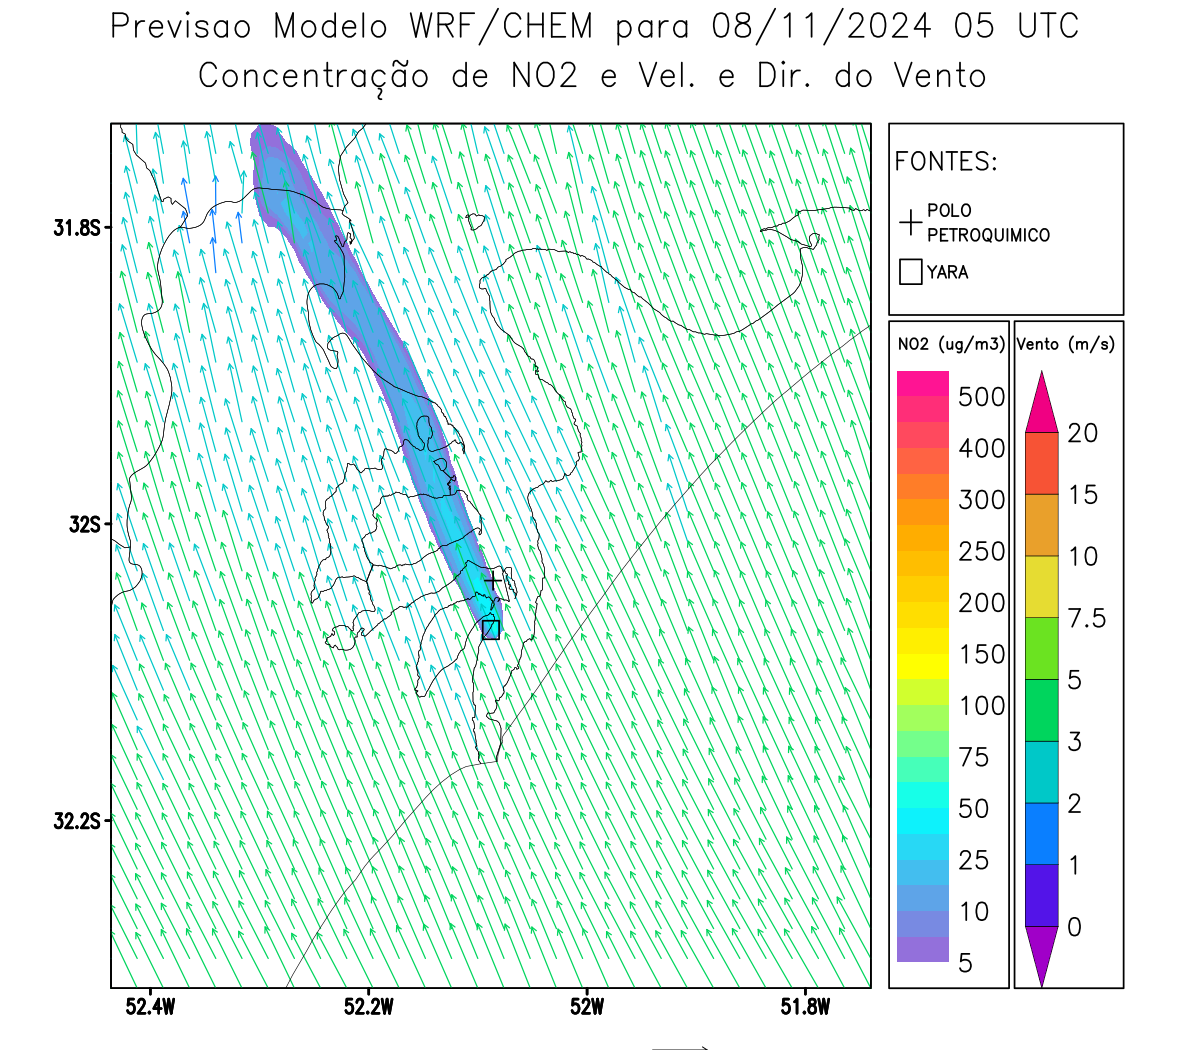 Previsao Modelo WRF/CHEM para 08/11/2024 05 UTC
Concentração de NO2 e Vel. e Dir. do Vento
FONTES:
POLO
PETROQUIMICO
YARA
NO2 (ug/m3)
500
400
300
250
200
150
100
75
50
25
10
5
Vento (m/s)
20
15
10
7.5
5
3
2
1
0
31.8S
32S
32.2S
52.4W
52.2W
52W
51.8W